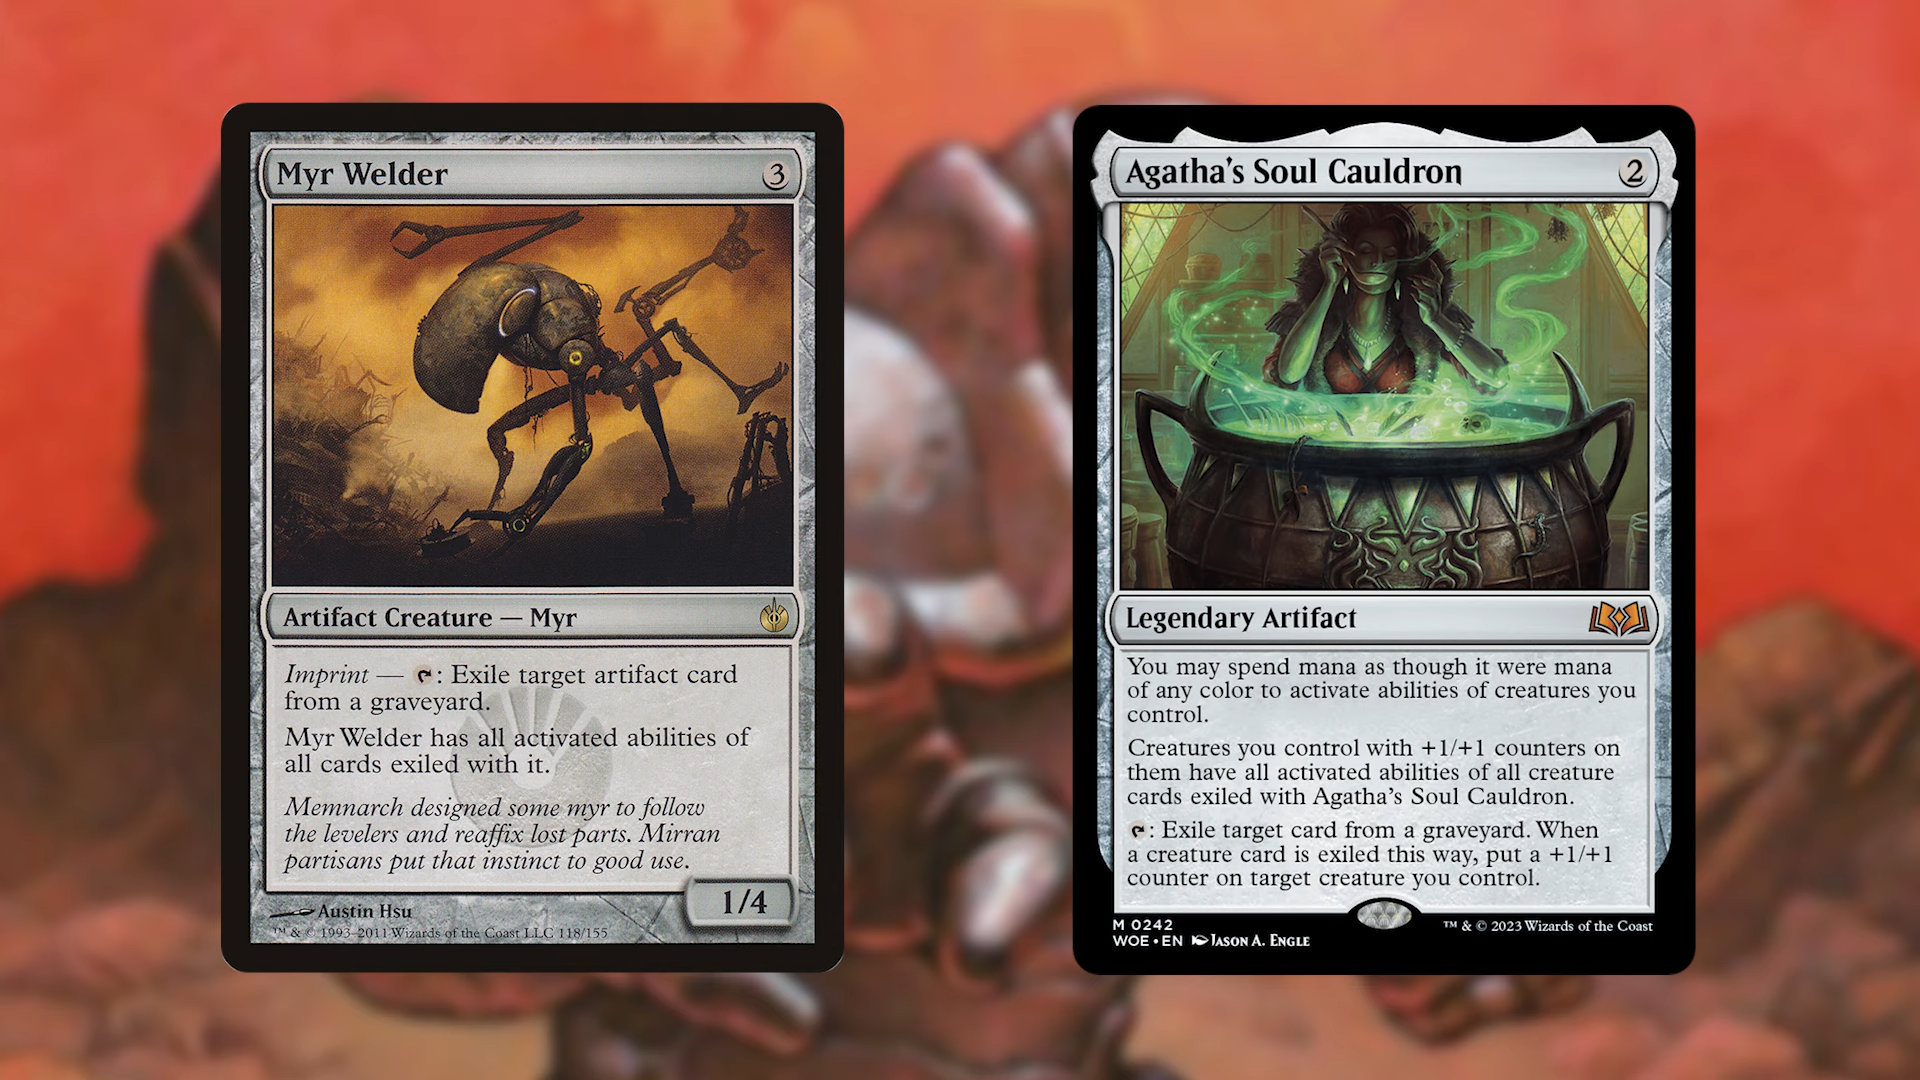 Myr Welder 3
Artifact Creature — Myr
Imprint — : Exile target artifact card
from a graveyard.
Myr Welder has all activated abilities of
all cards exiled with it.
Memnarch designed some myr to follow
the levelers and reaffix lost parts. Mirran
partisans put that instinct to good use.
1/4
Austin Hsu
™ & © 1993–2011 Wizards of the Coast LLC 118/155
Agatha's Soul Cauldron 2
Legendary Artifact
You may spend mana as though it were mana
of any color to activate abilities of creatures you
control.
Creatures you control with +1/+1 counters on
them have all activated abilities of all creature
cards exiled with Agatha's Soul Cauldron.
: Exile target card from a graveyard. When
a creature card is exiled this way, put a +1/+1
counter on target creature you control.
M 0242
WOE • EN Jason A. Engle
™ & © 2023 Wizards of the Coast